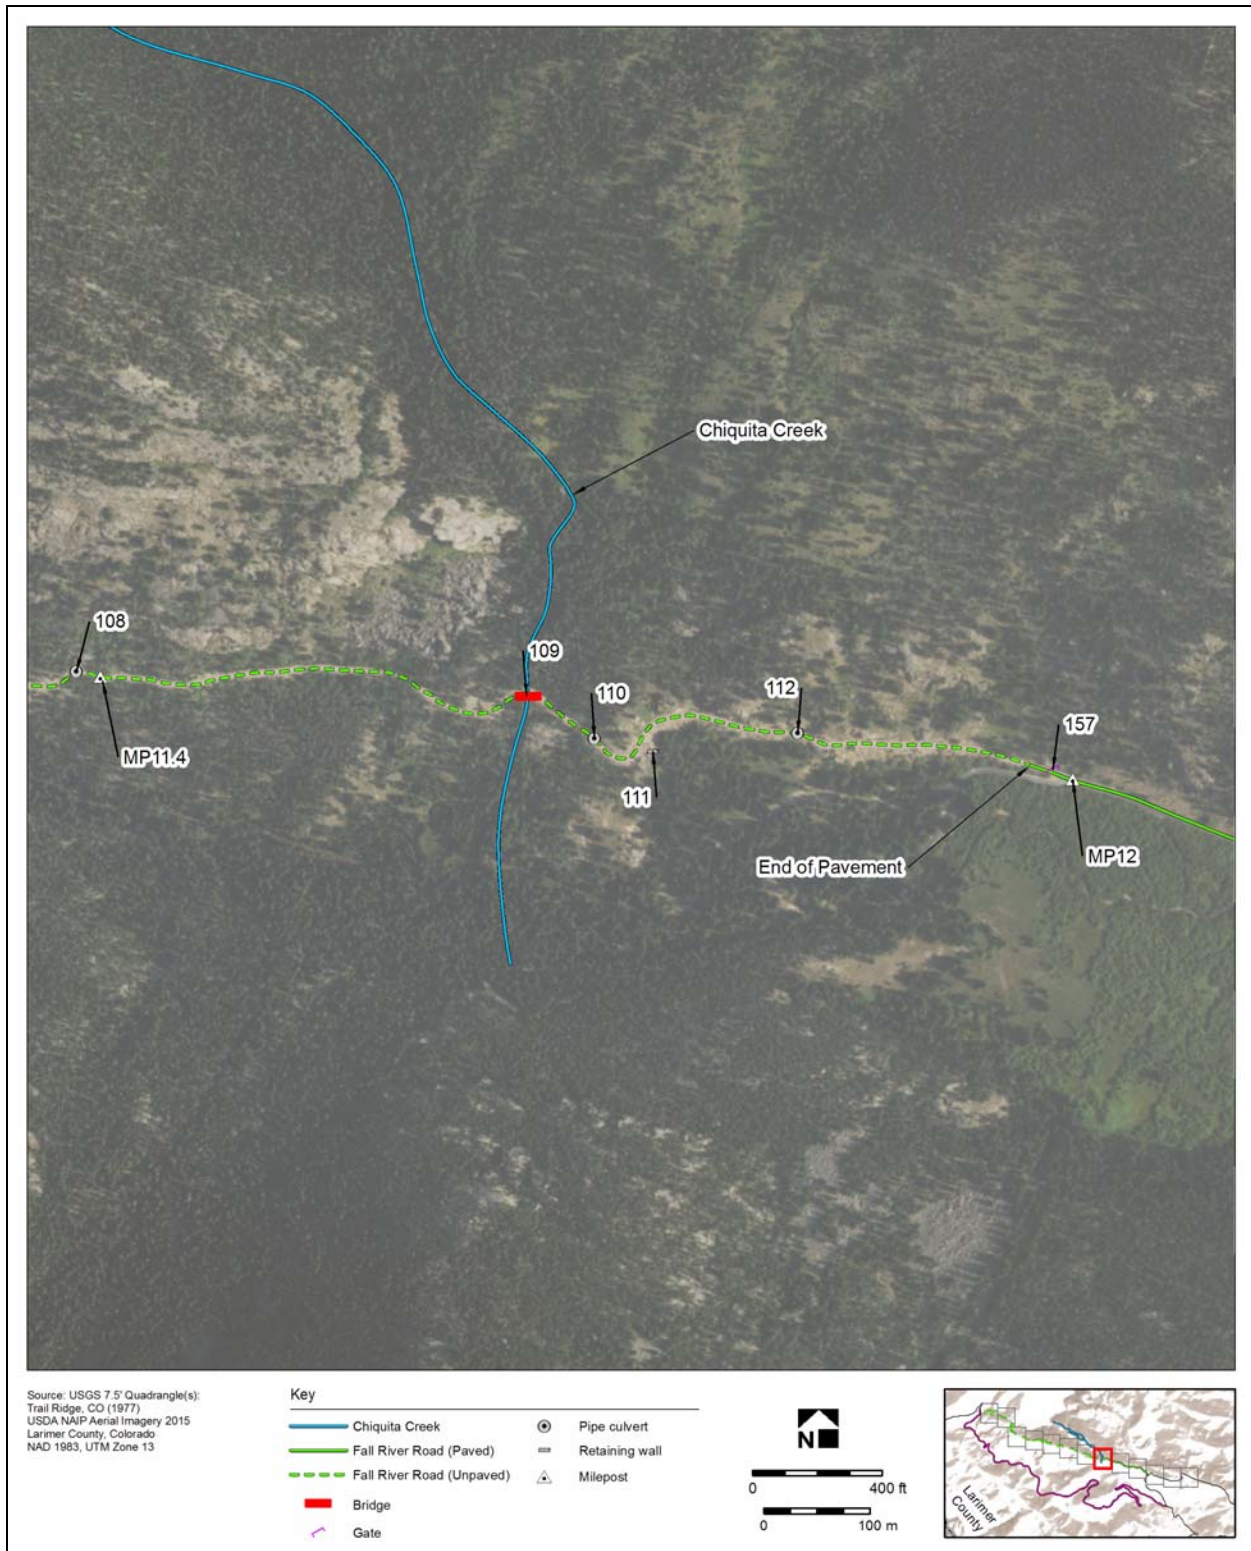 Chiquita Creek
108
109
110
112
157
MP11.4
111
End of Pavement
MP12
Source: USGS 7.5' Quadrangle(s):
Trail Ridge, CO (1977)
USDA NAIP Aerial Imagery 2015
Larimer County, Colorado
NAD 1983, UTM Zone 13
Key
Chiquita Creek
Fall River Road (Paved)
Fall River Road (Unpaved)
Bridge
Gate
Pipe culvert
Retaining wall
Milepost
N
0 400 ft
0 100 m
Larimer
County